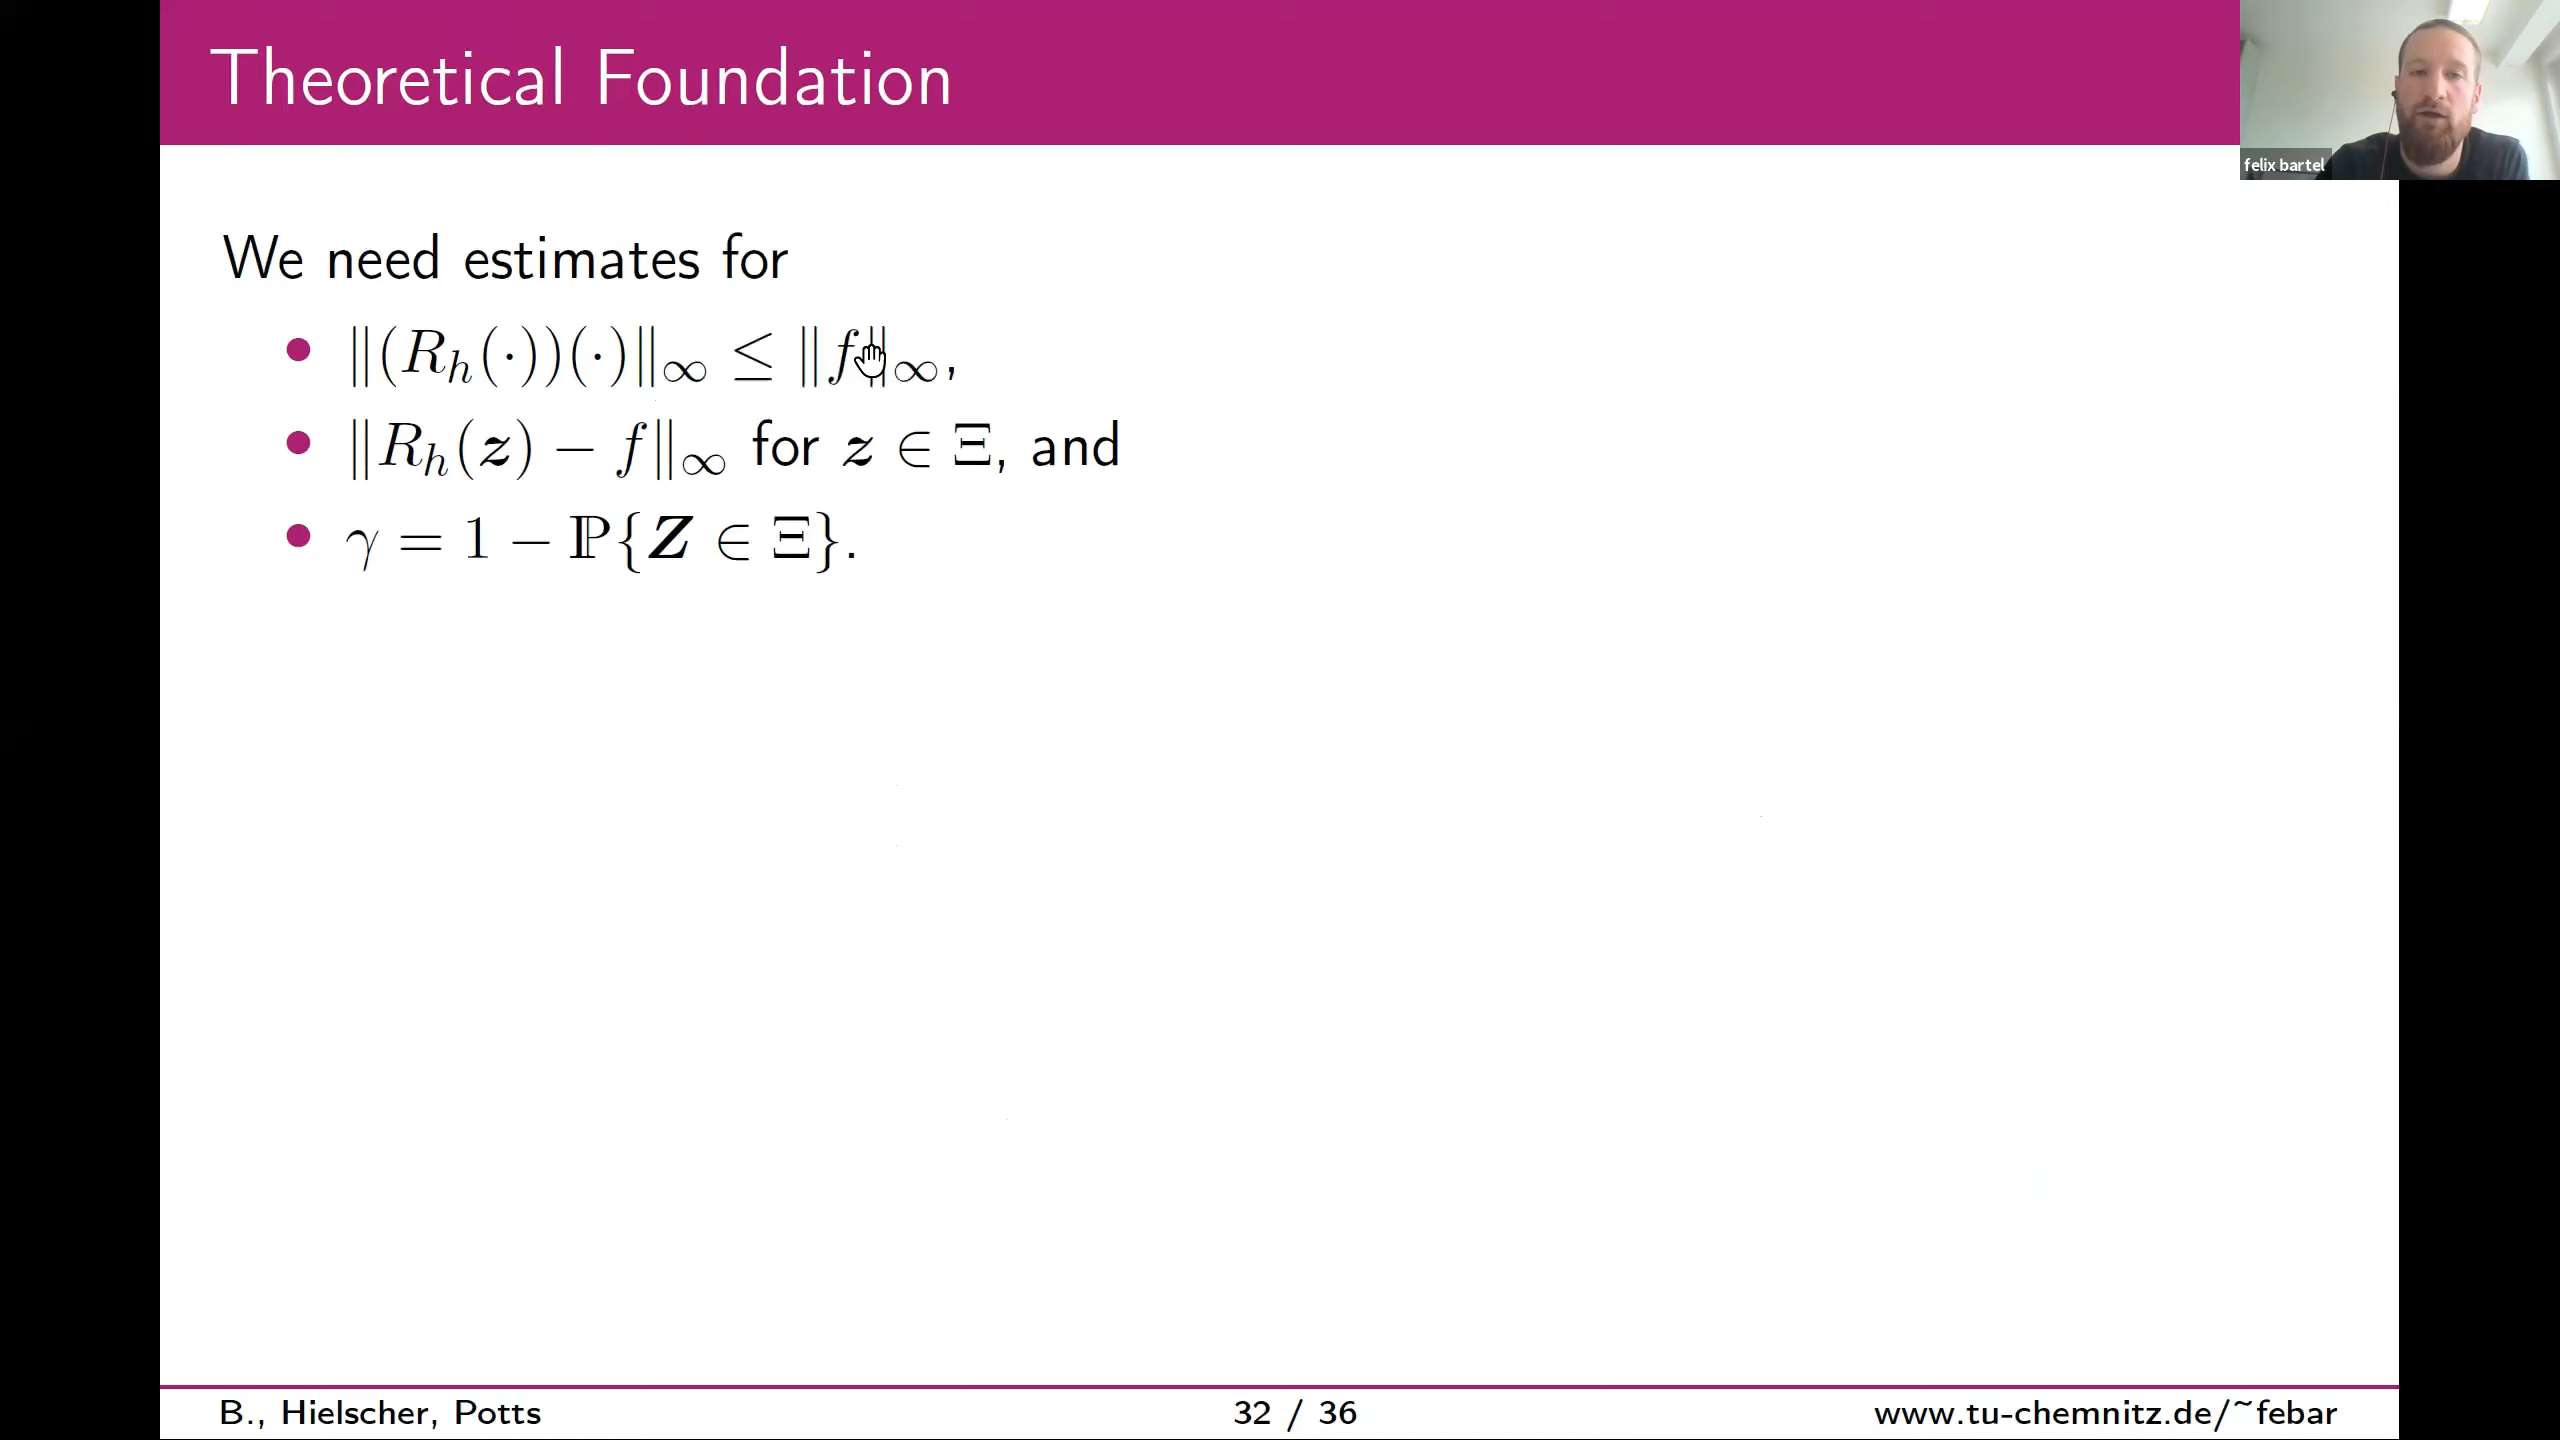 Theoretical Foundation
felix bartel
We need estimates for
• ‖(R_h(·))(·)‖_∞ ≤ ‖f‖_∞,
• ‖R_h(𝒛) − f‖_∞ for 𝒛 ∈ Ξ, and
• γ = 1 − ℙ{𝒁 ∈ Ξ}.
B., Hielscher, Potts
32 / 36
www.tu-chemnitz.de/~febar